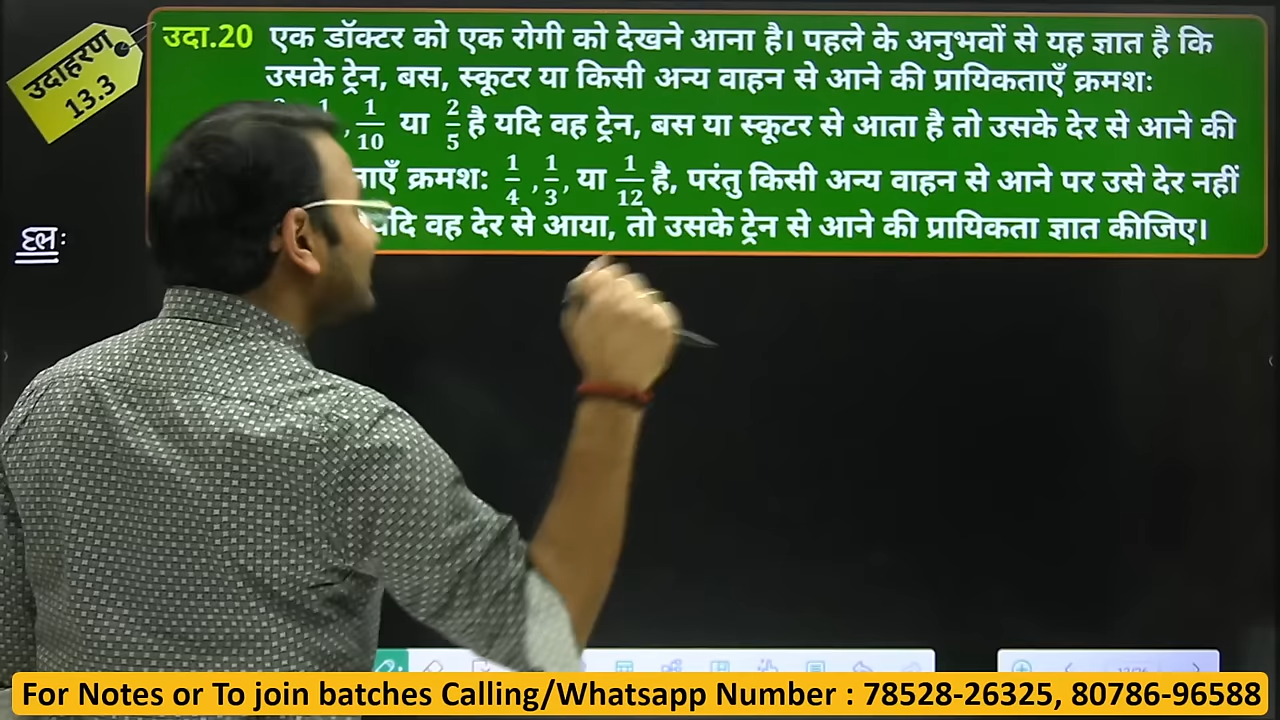 उदाहरण
13.3
उदा.20 एक डॉक्टर को एक रोगी को देखने आना है। पहले के अनुभवों से यह ज्ञात है कि
उसके ट्रेन, बस, स्कूटर या किसी अन्य वाहन से आने की प्रायिकताएँ क्रमशः
, 1/10 या 2/5 है यदि वह ट्रेन, बस या स्कूटर से आता है तो उसके देर से आने की
क्रमशः 1/4 , 1/3, या 1/12 है, परंतु किसी अन्य वाहन से आने पर उसे देर नहीं
वह देर से आया, तो उसके ट्रेन से आने की प्रायिकता ज्ञात कीजिए।
हलः
For Notes or To join batches Calling/Whatsapp Number : 78528-26325, 80786-96588